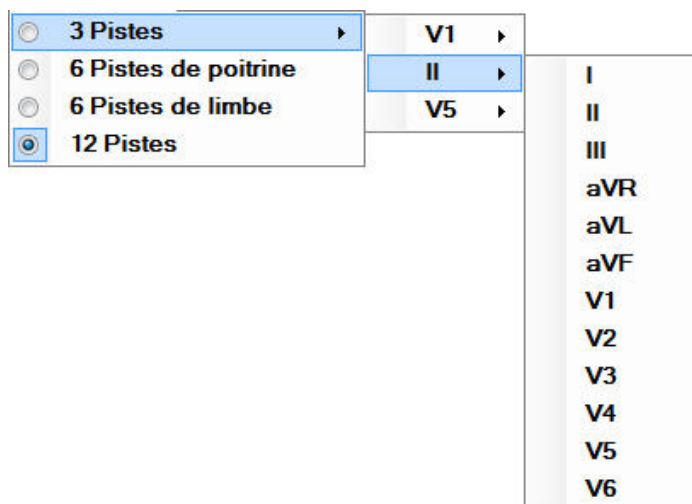 3 Pistes
6 Pistes de poitrine
6 Pistes de limbe
12 Pistes
V1
II
V5
I
II
III
aVR
aVL
aVF
V1
V2
V3
V4
V5
V6